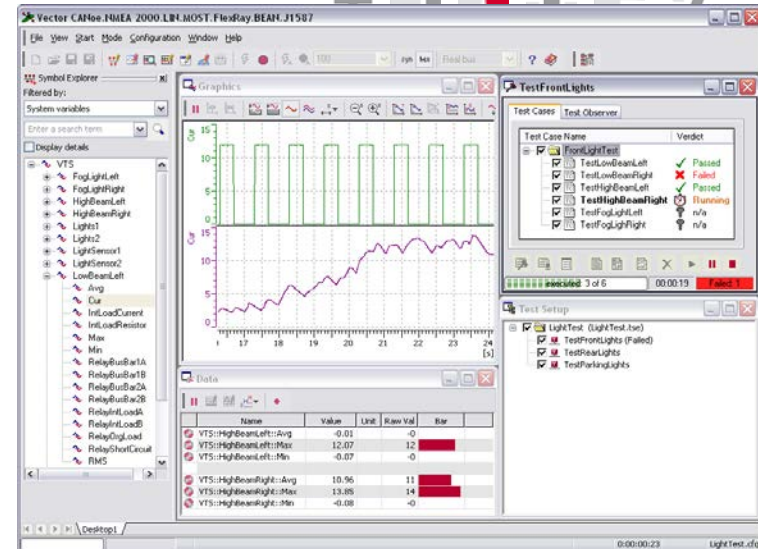 Vector CANoe.NMEA 2000.LIN.MOST.FlexRay.BEAN.J1587
File View Start Mode Configuration Window Help
100 sym hex Real bus
Symbol Explorer
Filtered by:
System variables
Enter a search term
Display details
VTS
FogLightLeft
FogLightRight
HighBeamLeft
HighBeamRight
Lights1
Lights2
LightSensor1
LightSensor2
LowBeamLeft
Avg
Cur
IntLoadCurrent
IntLoadResistor
Max
Min
RelayBusBar1A
RelayBusBar1B
RelayBusBar2A
RelayBusBar2B
RelayIntLoadA
RelayIntLoadB
RelayOrgLoad
RelayShortCircuit
RMS
Graphics
Cur
15
10
5
0
Cur
15
10
5
0
17 18 19 20 21 22 23 24
[s]
Data
Name Value Unit Raw Val Bar
VTS::HighBeamLeft::Avg -0.01 -0
VTS::HighBeamLeft::Max 12.07 12
VTS::HighBeamLeft::Min -0.07 -0
VTS::HighBeamRight::Avg 10.96 11
VTS::HighBeamRight::Max 13.85 14
VTS::HighBeamRight::Min -0.08 -0
TestFrontLights
Test Cases Test Observer
Test Case Name Verdict
FrontLightTest
TestLowBeamLeft Passed
TestLowBeamRight Failed
TestHighBeamLeft Passed
TestHighBeamRight Running
TestFogLightLeft n/a
TestFogLighRight n/a
executed: 3 of 6 00:00:19 Failed: 1
Test Setup
LightTest (LightTest.tse)
TestFrontLights (Failed)
TestRearLights
TestParkingLights
Desktop1
0:00:00:23 LightTest.cfg